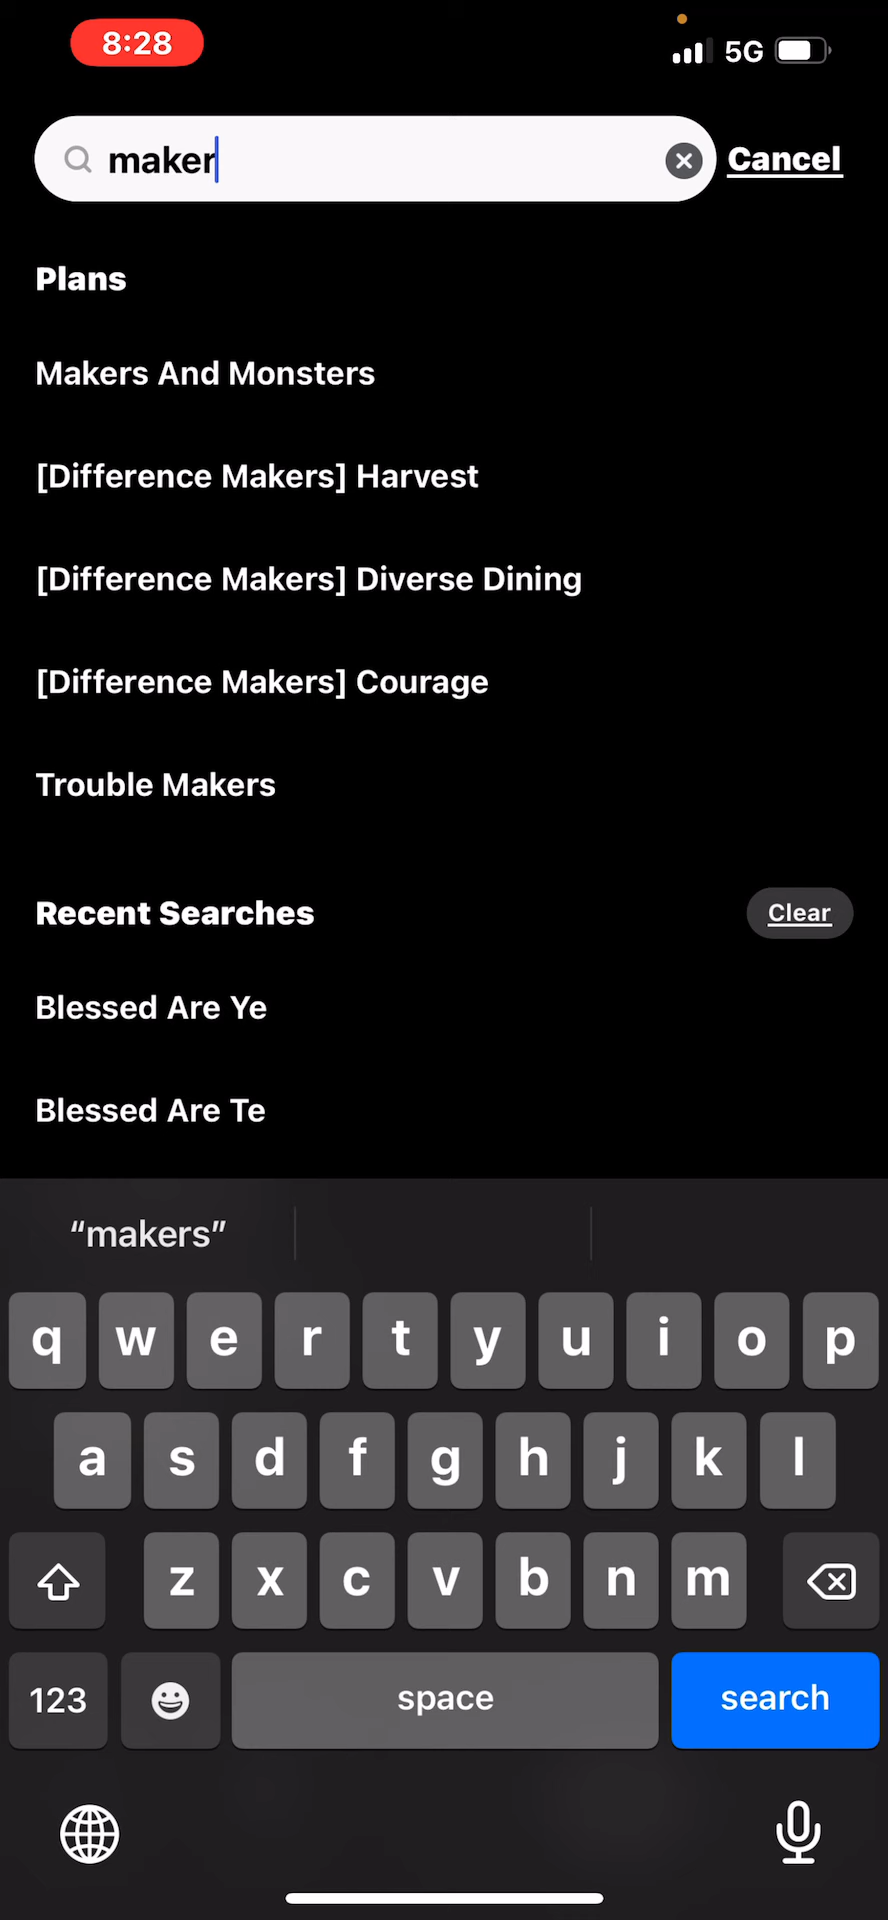 8:28
5G
maker
Cancel
Plans
Makers And Monsters
[Difference Makers] Harvest
[Difference Makers] Diverse Dining
[Difference Makers] Courage
Trouble Makers
Recent Searches
Clear
Blessed Are Ye
Blessed Are Te
“makers”
q w e r t y u i o p
a s d f g h j k l
z x c v b n m
123 space search